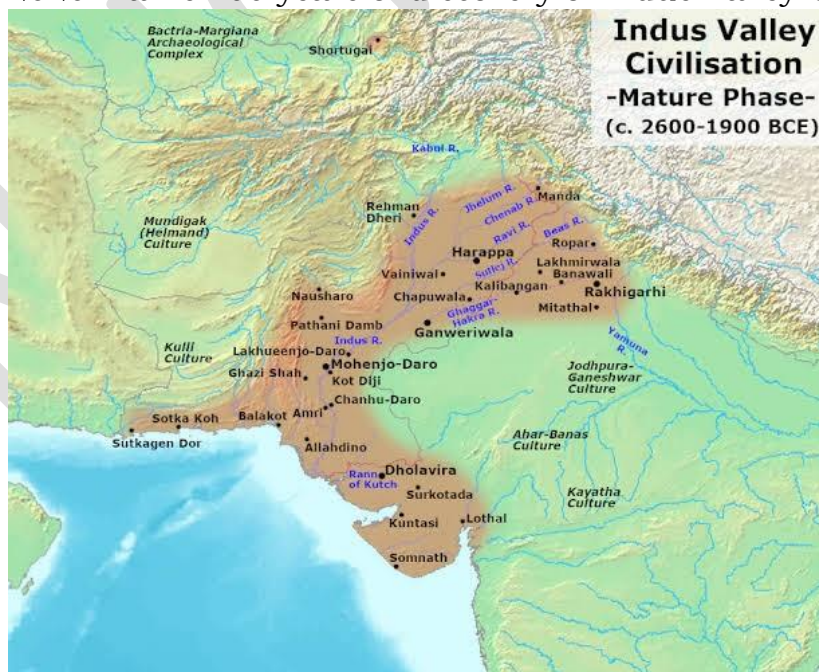 Indus Valley
Civilisation
-Mature Phase-
(c. 2600-1900 BCE)
Bactria-Margiana
Archaeological
Complex
Shortugai
Kabul R.
Rehman
Dheri
Indus R.
Jhelum R.
Manda
Chenab R.
Ravi R.
Beas R.
Mundigak
(Helmand)
Culture
Harappa
Ropar
Sutlej R.
Lakhmirwala
Banawali
Vainiwal
Kalibangan
Rakhigarhi
Nausharo
Chapuwala
Mitathal
Ghaggar-
Hakra R.
Pathani Damb
Ganweriwala
Yamuna
R.
Indus R.
Kulli
Culture
Lakhueenjo-Daro
Mohenjo-Daro
Ghazi Shah
Kot Diji
Jodhpura-
Ganeshwar
Culture
Chanhu-Daro
Amri
Sotka Koh
Balakot
Sutkagen Dor
Allahdino
Ahar-Banas
Culture
Dholavira
Rann
of Kutch
Surkotada
Kayatha
Culture
Kuntasi
Lothal
Somnath